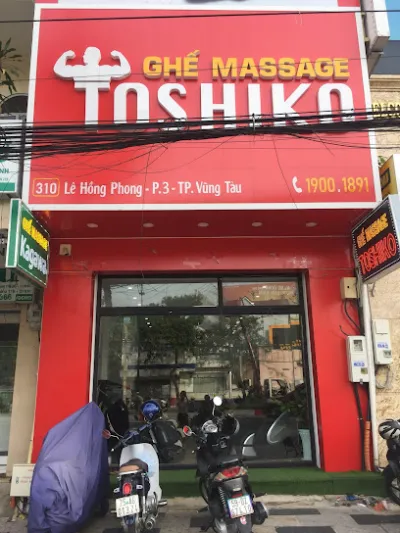 GHẾ MASSAGE
TOSHIKO
310 Lê Hồng Phong - P.3 - TP. Vũng Tàu
1900.1891
GHẾ MASSAGE
TOSHIKO